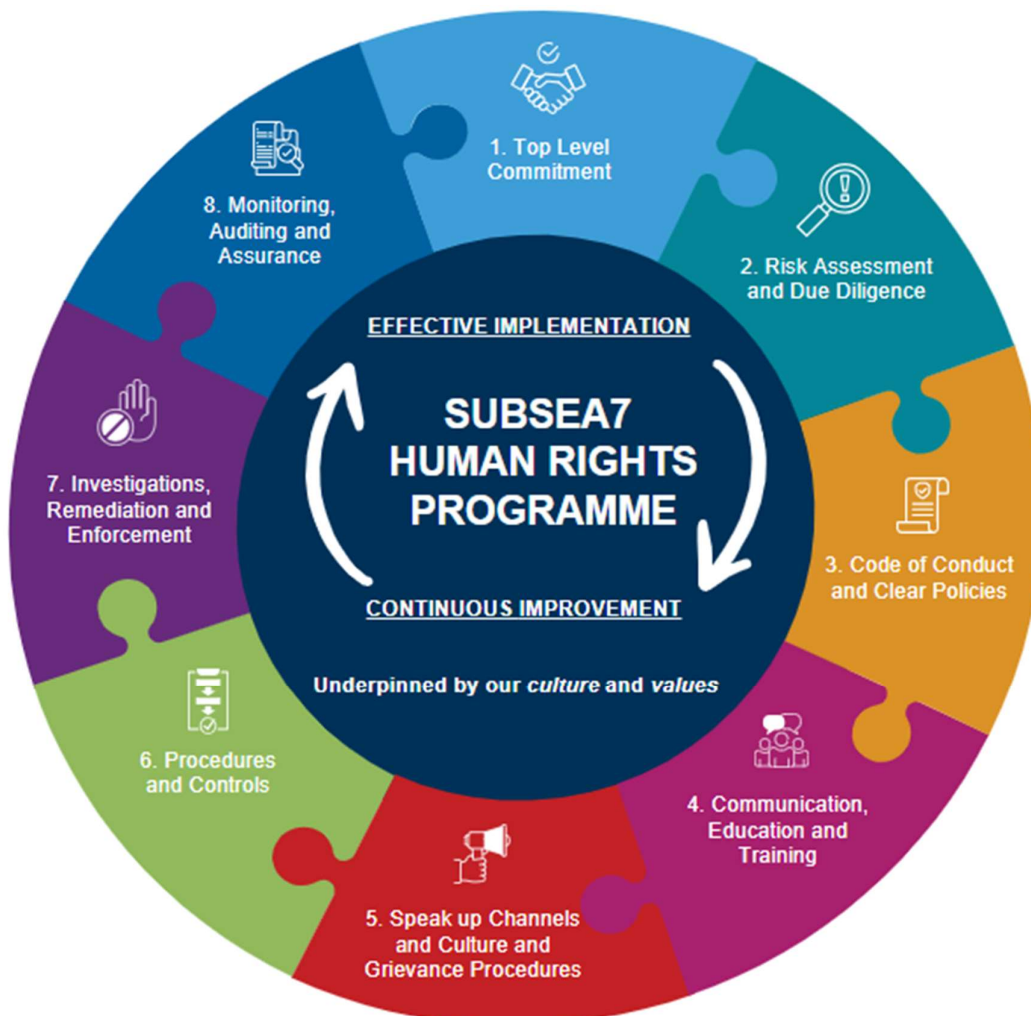 1. Top Level
Commitment
2. Risk Assessment
and Due Diligence
3. Code of Conduct
and Clear Policies
4. Communication,
Education and
Training
5. Speak up Channels
and Culture and
Grievance Procedures
6. Procedures
and Controls
7. Investigations,
Remediation and
Enforcement
8. Monitoring,
Auditing and
Assurance
EFFECTIVE IMPLEMENTATION
SUBSEA7
HUMAN RIGHTS
PROGRAMME
CONTINUOUS IMPROVEMENT
Underpinned by our culture and values